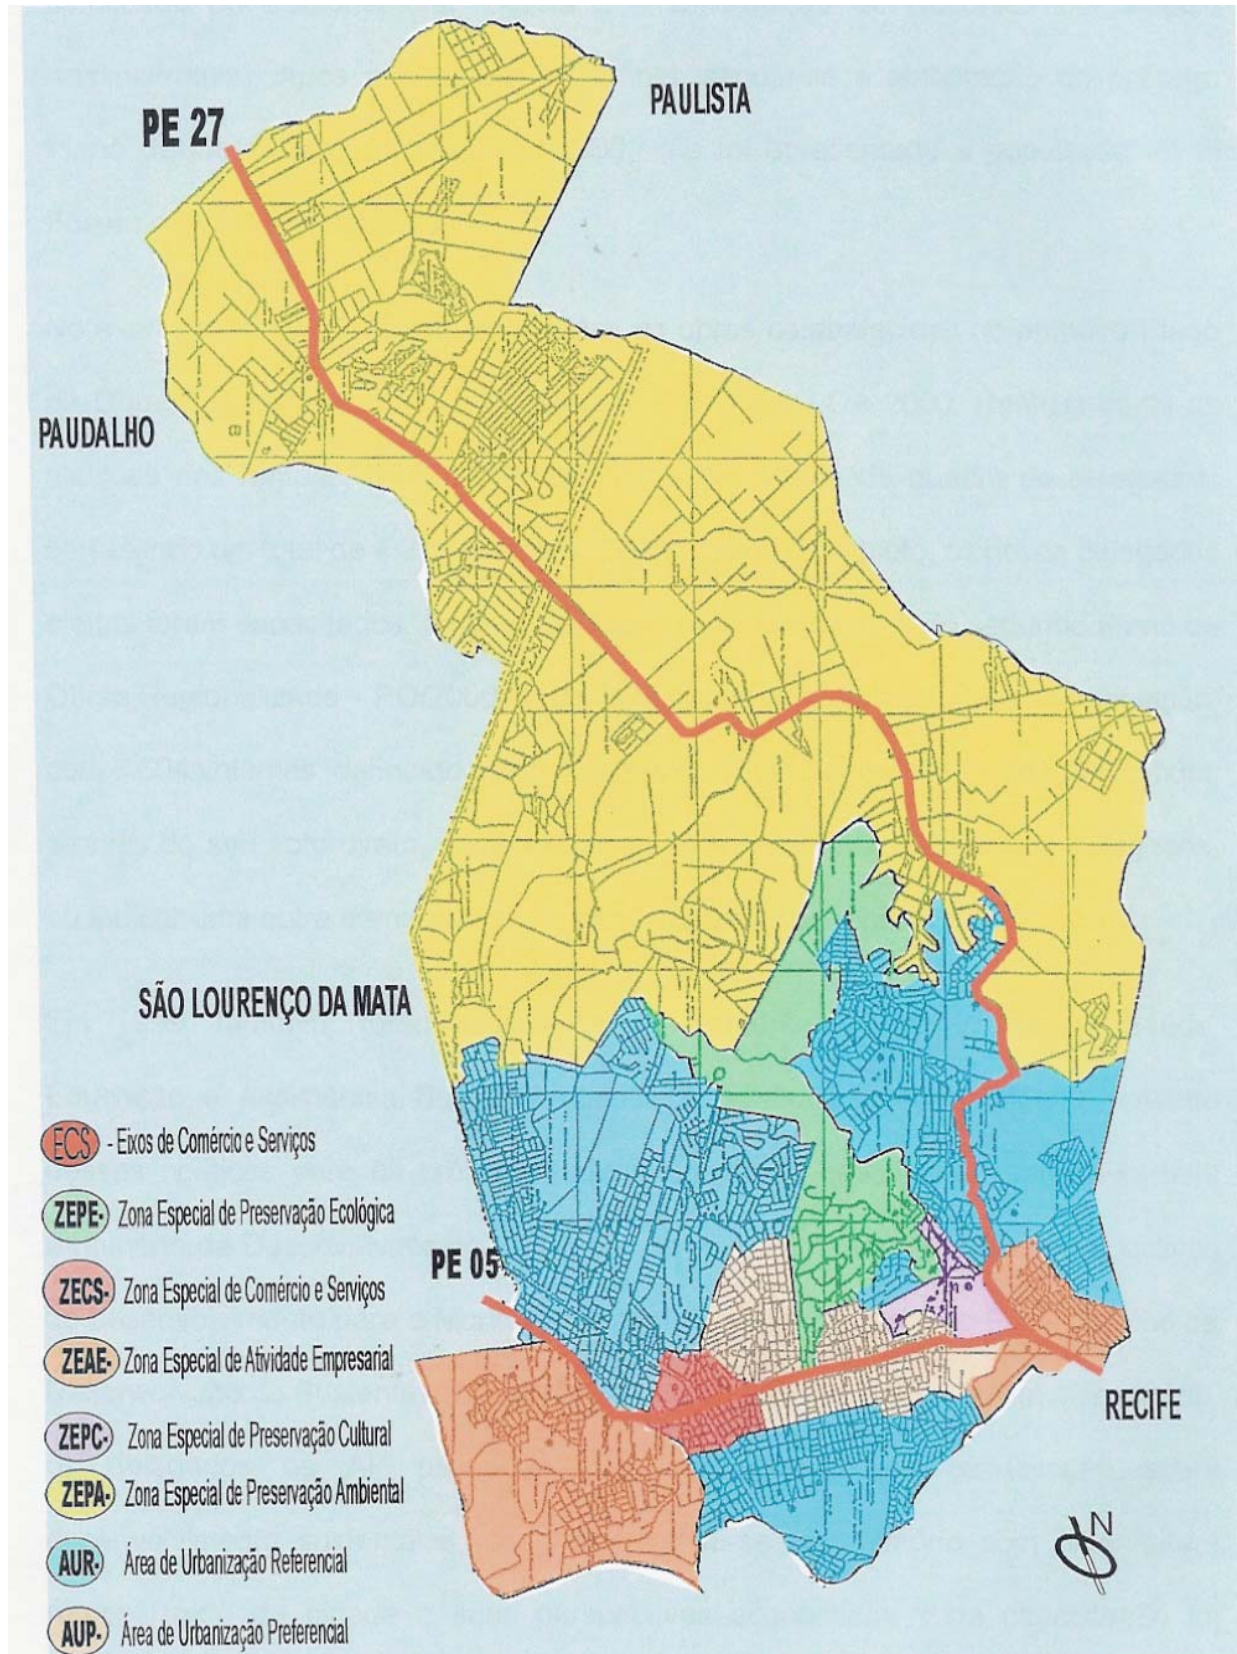 PAULISTA
PE 27
PAUDALHO
SÃO LOURENÇO DA MATA
ECS - Eixos de Comércio e Serviços
ZEPE- Zona Especial de Preservação Ecológica
PE 05
ZECS- Zona Especial de Comércio e Serviços
ZEAE- Zona Especial de Atividade Empresarial
RECIFE
ZEPC- Zona Especial de Preservação Cultural
ZEPA- Zona Especial de Preservação Ambiental
N
AUR- Área de Urbanização Referencial
AUP- Área de Urbanização Preferencial